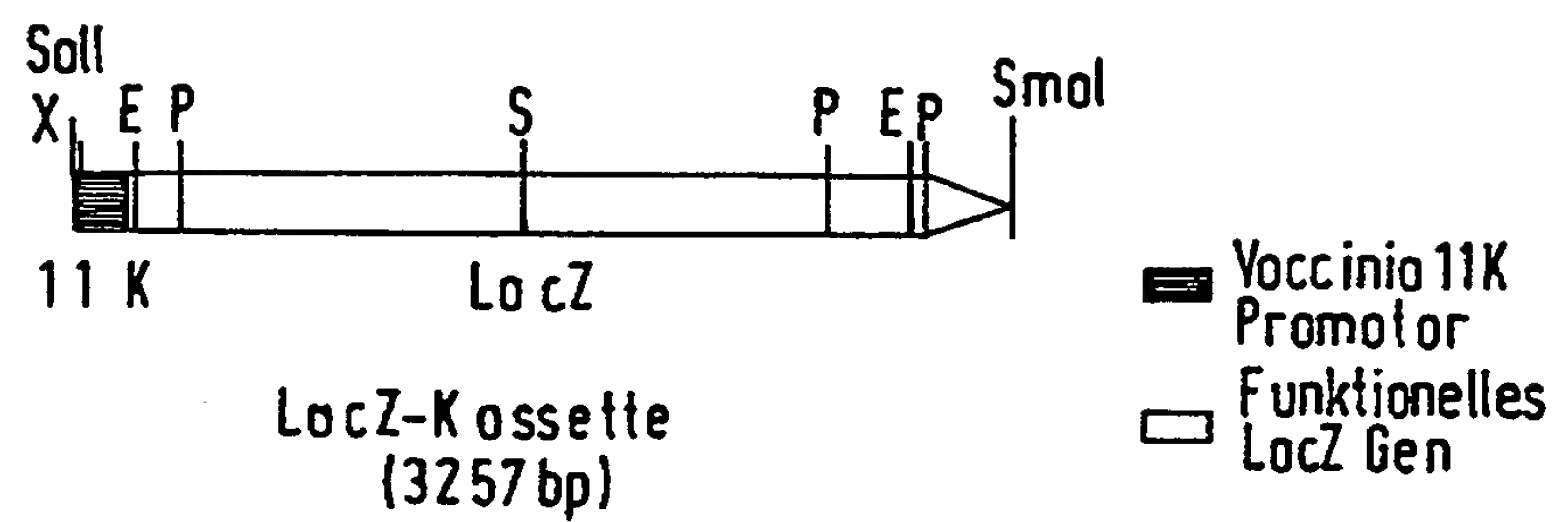 SalI
X E P S P E P SmaI
11 K LacZ
LacZ-Kassette
(3257 bp)
Vaccinia 11K
Promotor
Funktionelles
LacZ Gen